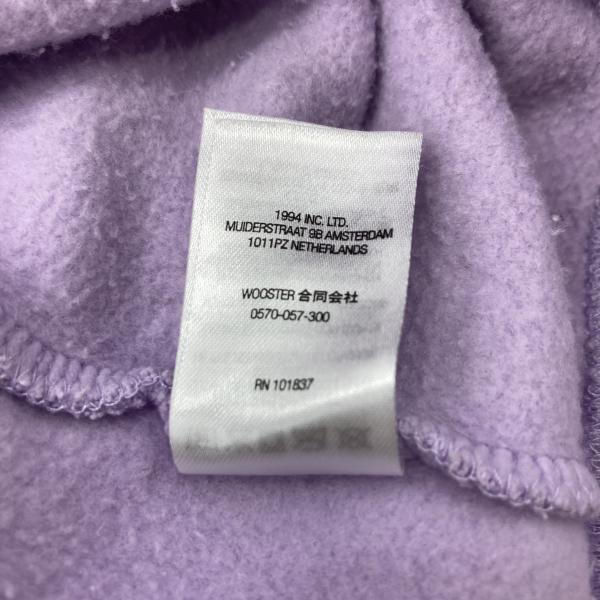 1994 INC. LTD.
MUIDERSTRAAT 9B AMSTERDAM
1011PZ NETHERLANDS
WOOSTER 合同会社
0570-057-300
RN 101837